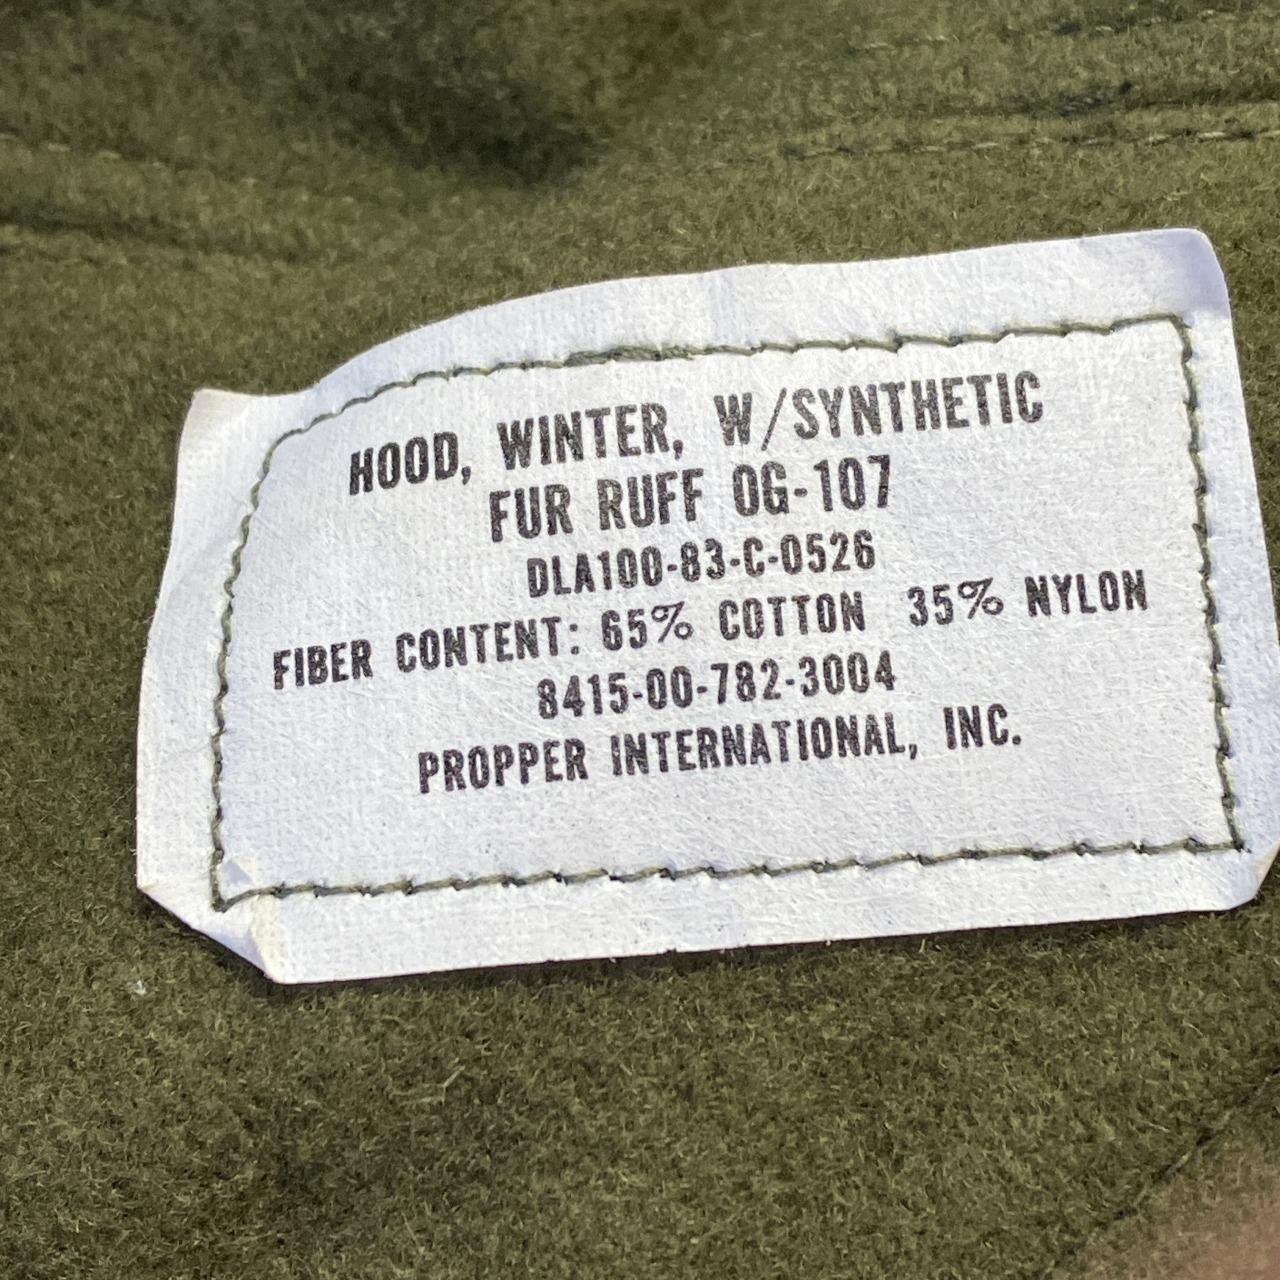 HOOD, WINTER, W/SYNTHETIC
FUR RUFF OG-107
DLA100-83-C-0526
FIBER CONTENT: 65% COTTON 35% NYLON
8415-00-782-3004
PROPPER INTERNATIONAL, INC.